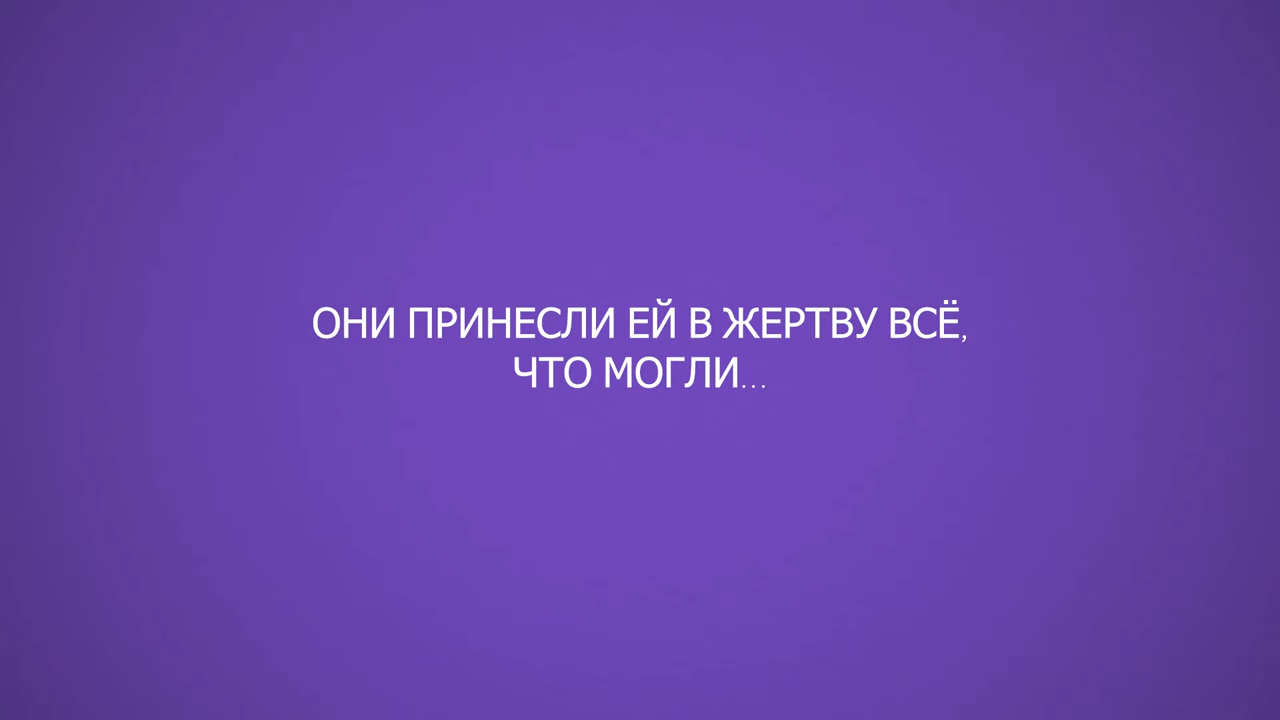 ОНИ ПРИНЕСЛИ ЕЙ В ЖЕРТВУ ВСЁ,
ЧТО МОГЛИ...